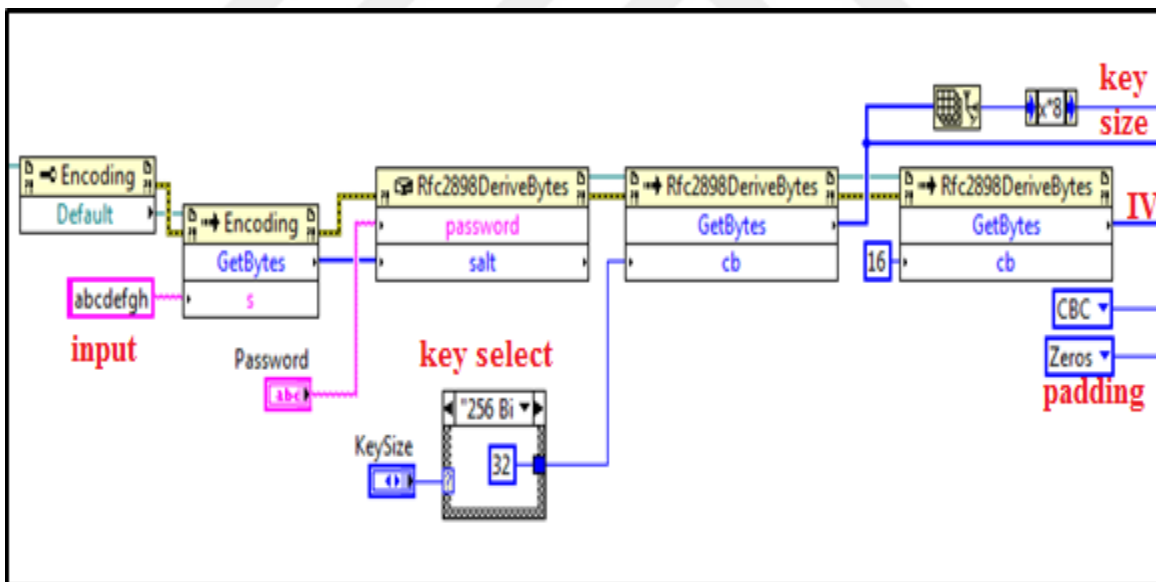 key
size
x*8
Encoding
Default
Rfc2898DeriveBytes
password
salt
Rfc2898DeriveBytes
GetBytes
cb
Rfc2898DeriveBytes
GetBytes
cb
IV
Encoding
GetBytes
s
16
abcdefgh
input
Password
abc
key select
CBC
Zeros
padding
"256 Bi
KeySize
32
?